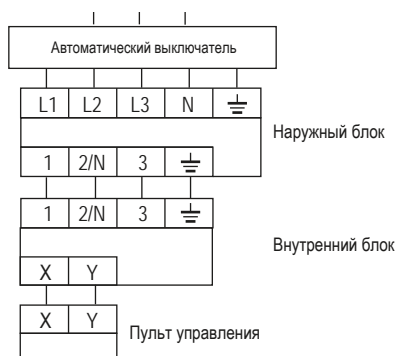 Автоматический выключатель
L1 L2 L3 N
Наружный блок
1 2/N 3
1 2/N 3
Внутренний блок
X Y
X Y
Пульт управления